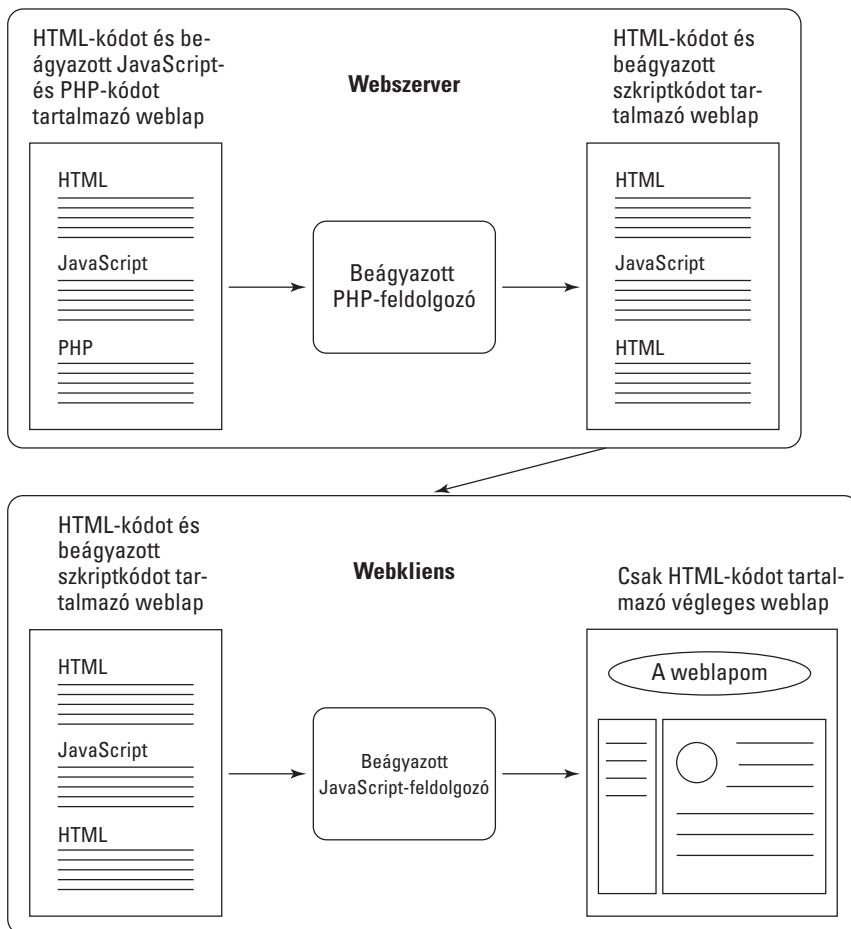 HTML-kódot és be-
ágyazott JavaScript-
és PHP-kódot
tartalmazó weblap
Webszerver
HTML-kódot és
beágyazott
szkriptkódot tar-
talmazó weblap
HTML
JavaScript
PHP
Beágyazott
PHP-feldolgozó
HTML
JavaScript
HTML
HTML-kódot és
beágyazott
szkriptkódot tar-
talmazó weblap
Webkliens
Csak HTML-kódot tartal-
mazó végleges weblap
HTML
JavaScript
HTML
Beágyazott
JavaScript-feldolgozó
A weblapom